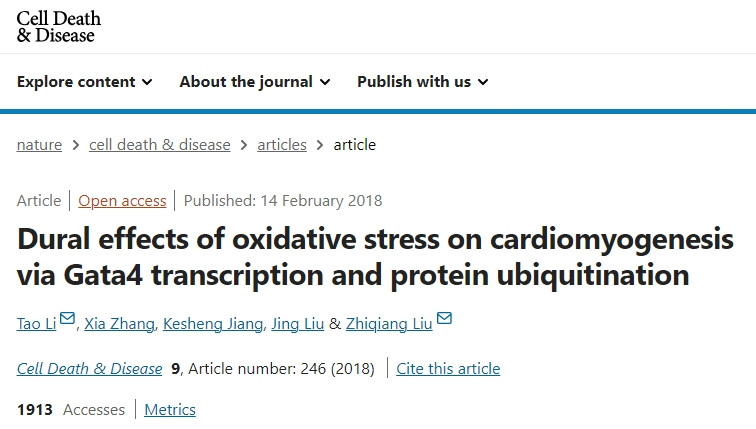 Cell Death
& Disease
Explore content About the journal Publish with us
nature > cell death & disease > articles > article
Article | Open access | Published: 14 February 2018
Dural effects of oxidative stress on cardiomyogenesis
via Gata4 transcription and protein ubiquitination
Tao Li, Xia Zhang, Kesheng Jiang, Jing Liu & Zhiqiang Liu
Cell Death & Disease 9, Article number: 246 (2018) | Cite this article
1913 Accesses | Metrics